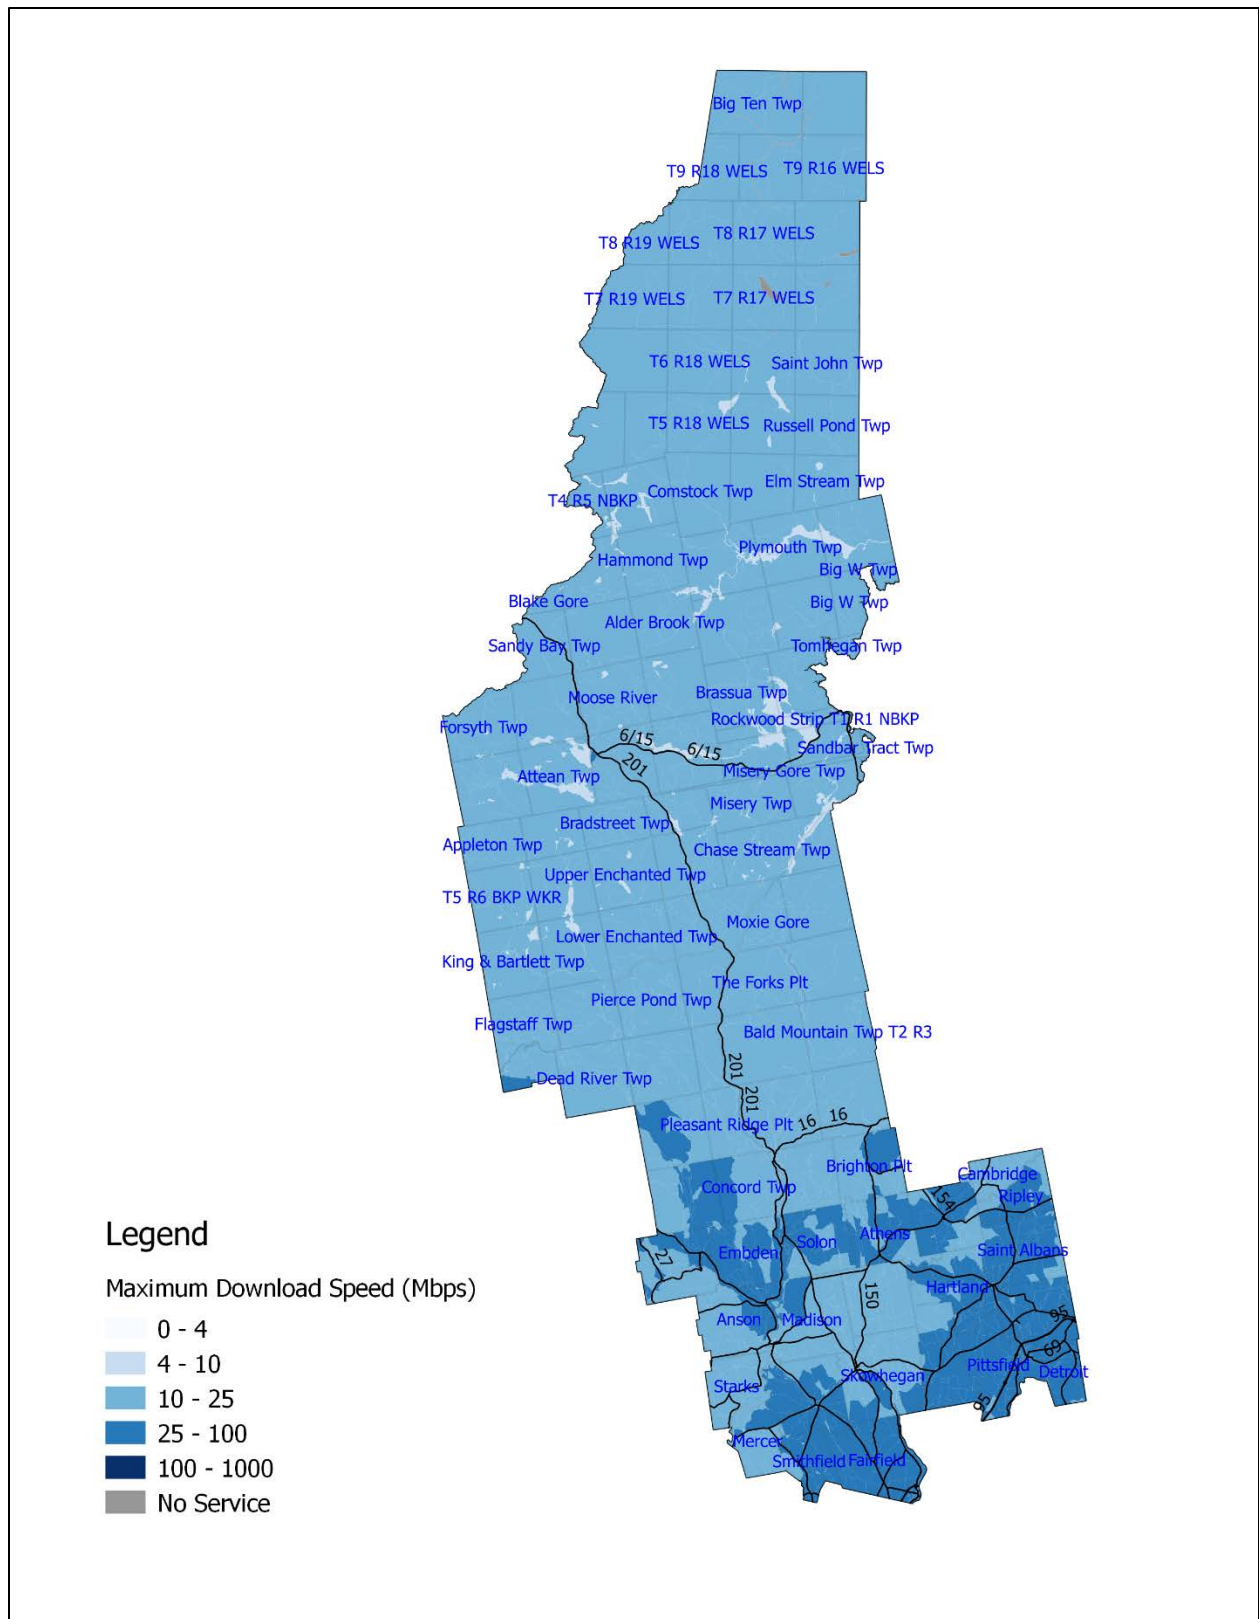 Big Ten Twp
T9 R18 WELS
T9 R16 WELS
T8 R19 WELS
T8 R17 WELS
T7 R19 WELS
T7 R17 WELS
T6 R18 WELS
Saint John Twp
T5 R18 WELS
Russell Pond Twp
T4 R5 NBKP
Comstock Twp
Elm Stream Twp
Hammond Twp
Plymouth Twp
Big W Twp
Blake Gore
Big W Twp
Alder Brook Twp
Sandy Bay Twp
Tomhegan Twp
Moose River
Brassua Twp
Forsyth Twp
Rockwood Strip T1 R1 NBKP
6/15
6/15
Sandbar Tract Twp
201
Attean Twp
Misery Gore Twp
Misery Twp
Bradstreet Twp
Appleton Twp
Chase Stream Twp
Upper Enchanted Twp
T5 R6 BKP WKR
Moxie Gore
Lower Enchanted Twp
King & Bartlett Twp
The Forks Plt
Pierce Pond Twp
Flagstaff Twp
Bald Mountain Twp T2 R3
201
Dead River Twp
201
Pleasant Ridge Plt
16
16
Brighton Plt
Cambridge
Concord Twp
154
Ripley
Athens
Solon
Embden
27
Saint Albans
Hartland
150
Anson
Madison
95
69
Pittsfield
Detroit
Skowhegan
Starks
95
Mercer
Smithfield
Fairfield
Legend
Maximum Download Speed (Mbps)
0 - 4
4 - 10
10 - 25
25 - 100
100 - 1000
No Service